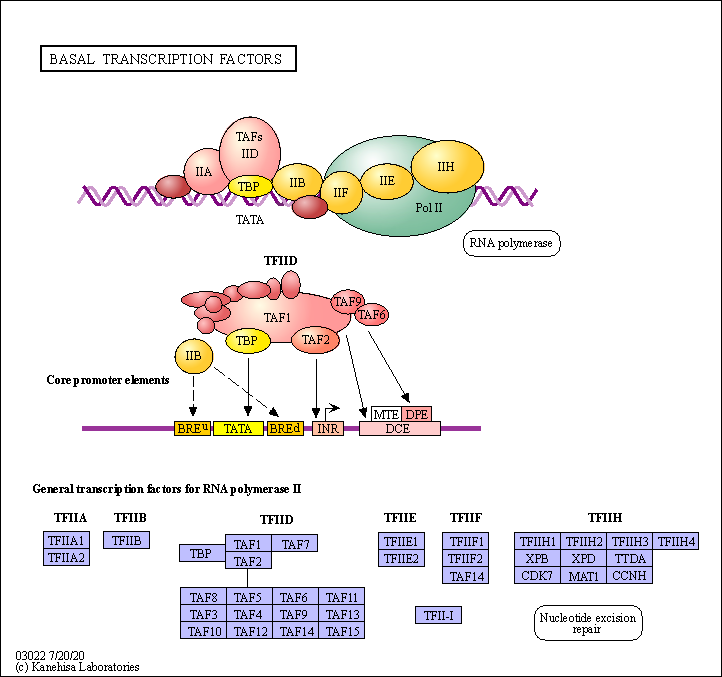 BASAL TRANSCRIPTION FACTORS
TAFs
IID
IIA
TBP
IIB
IIF
IIE
IIH
Pol II
TATA
RNA polymerase
TFIID
TAF1
TAF9
TAF6
TBP
TAF2
IIB
Core promoter elements
MTE DPE
BREu TATA BREd INR DCE
General transcription factors for RNA polymerase II
TFIIA TFIIB TFIID TFIIE TFIIF TFIIH
TFIIA1 TFIIB TBP TAF1 TAF7 TFIIE1 TFIIF1 TFIIH1 TFIIH2 TFIIH3 TFIIH4
TFIIA2 TAF2 TFIIE2 TFIIF2 XPB XPD TTDA
TAF14 CDK7 MAT1 CCNH
TAF8 TAF5 TAF6 TAF11
TAF3 TAF4 TAF9 TAF13
TAF10 TAF12 TAF14 TAF15
TFII-I
Nucleotide excision
repair
03022 7/20/20
(c) Kanehisa Laboratories